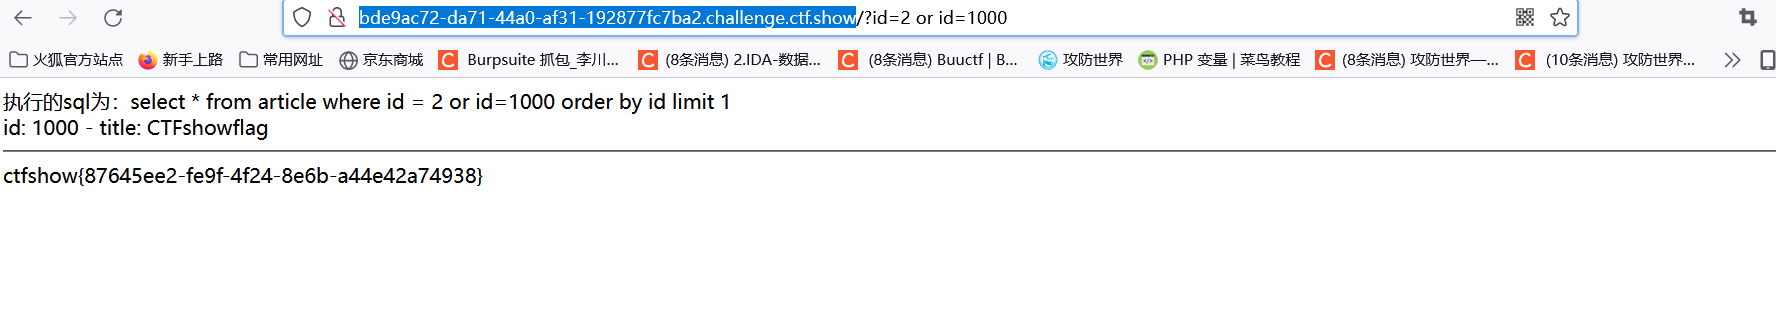 bde9ac72-da71-44a0-af31-192877fc7ba2.challenge.ctf.show/?id=2 or id=1000
火狐官方站点 新手上路 常用网址 京东商城 C Burpsuite 抓包_李川... C (8条消息) 2.IDA-数据... C (8条消息) Buuctf | B... 攻防世界 PHP 变量 | 菜鸟教程 C (8条消息) 攻防世界—... C (10条消息) 攻防世界...
执行的sql为：select * from article where id = 2 or id=1000 order by id limit 1
id: 1000 - title: CTFshowflag
ctfshow{87645ee2-fe9f-4f24-8e6b-a44e42a74938}